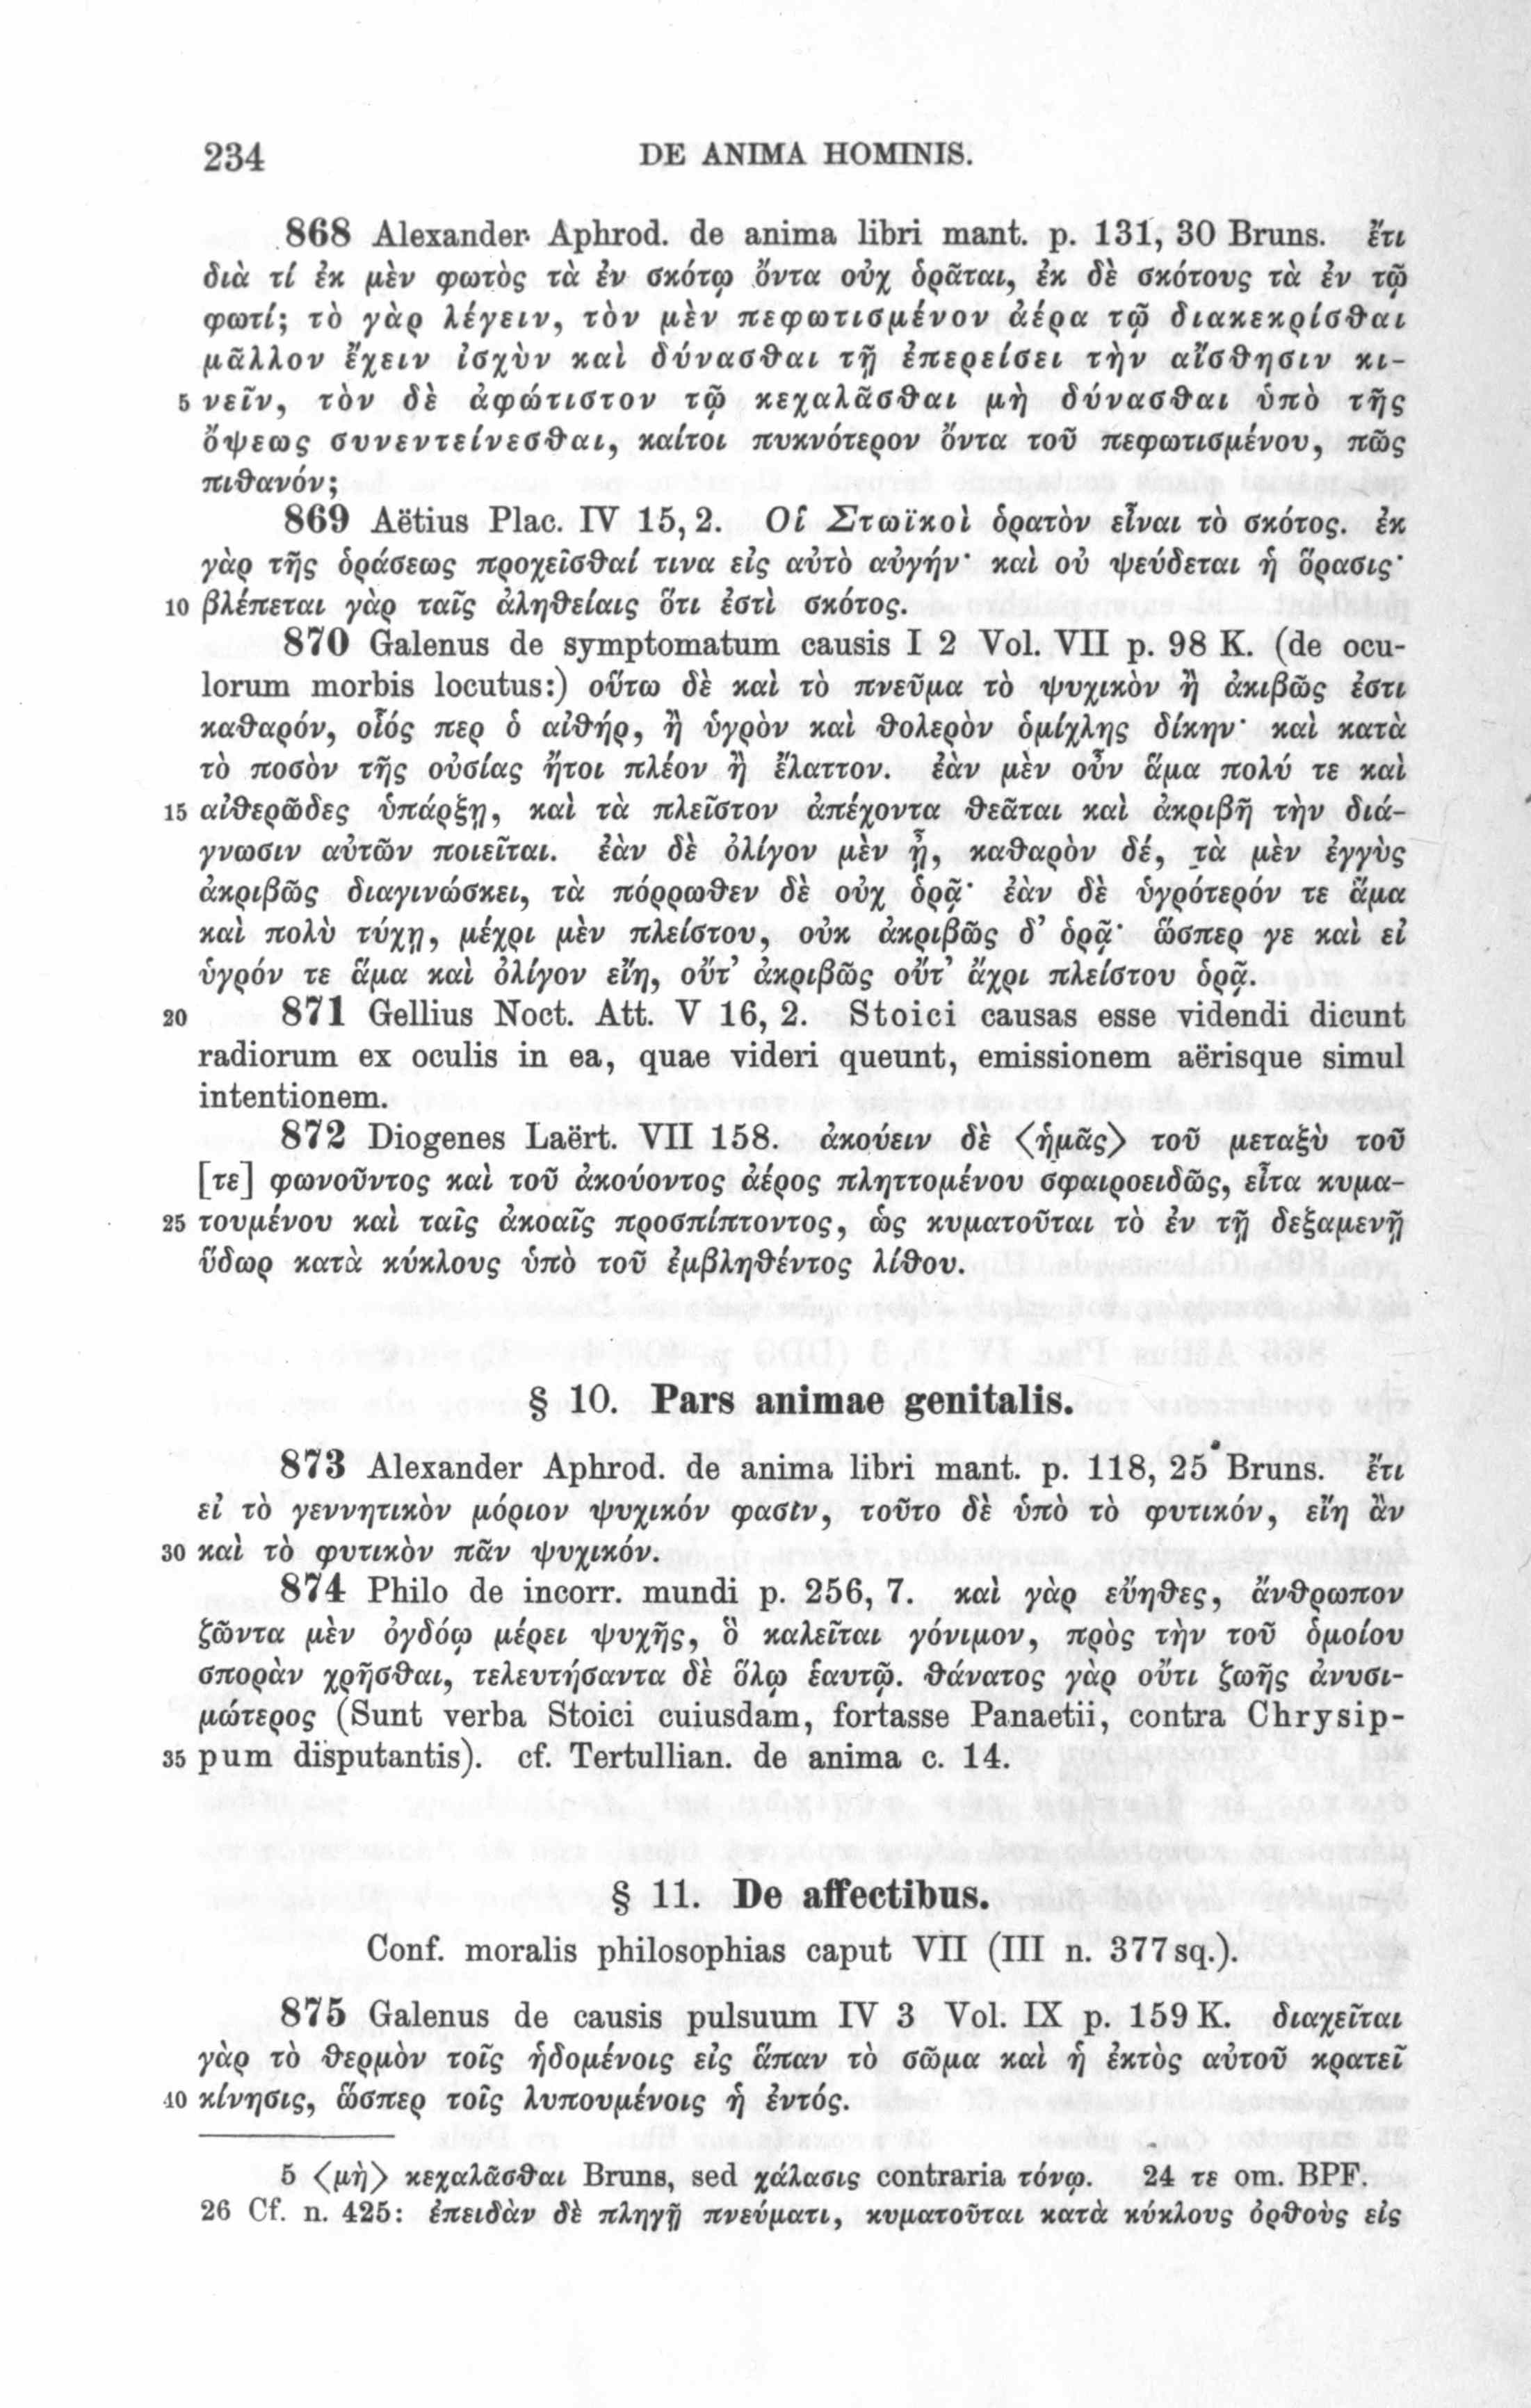 234
DE ANIMA HOMINIS.
868 Alexander Aphrod. de anima libri mant. p. 131, 30 Bruns. ἔτι
διὰ τί ἐκ μὲν φωτὸς τὰ ἐν σκότῳ ὄντα οὐχ ὁρᾶται, ἐκ δὲ σκότους τὰ ἐν τῷ
φωτί; τὸ γὰρ λέγειν, τὸν μὲν πεφωτισμένον ἀέρα τῷ διακεκρίσθαι
μᾶλλον ἔχειν ἰσχὺν καὶ δύνασθαι τῇ ἐπερείσει τὴν αἴσθησιν κι-
5 νεῖν, τὸν δὲ ἀφώτιστον τῷ κεχαλᾶσθαι μὴ δύνασθαι ὑπὸ τῆς
ὄψεως συνεντείνεσθαι, καίτοι πυκνότερον ὄντα τοῦ πεφωτισμένου, πῶς
πιθανόν;
869 Aëtius Plac. IV 15, 2. Οἱ Στωϊκοὶ ὁρατὸν εἶναι τὸ σκότος. ἐκ
γὰρ τῆς ὁράσεως προχεῖσθαί τινα εἰς αὐτὸ αὐγήν· καὶ οὐ ψεύδεται ἡ ὅρασις·
10 βλέπεται γὰρ ταῖς ἀληθείαις ὅτι ἐστὶ σκότος.
870 Galenus de symptomatum causis I 2 Vol. VII p. 98 K. (de ocu-
lorum morbis locutus:) οὕτω δὲ καὶ τὸ πνεῦμα τὸ ψυχικὸν ἢ ἀκιβῶς ἐστι
καθαρόν, οἷός περ ὁ αἰθήρ, ἢ ὑγρὸν καὶ θολερὸν ὁμίχλης δίκην· καὶ κατὰ
τὸ ποσὸν τῆς οὐσίας ἤτοι πλέον ἢ ἔλαττον. ἐὰν μὲν οὖν ἅμα πολύ τε καὶ
15 αἰθερῶδες ὑπάρξῃ, καὶ τὰ πλεῖστον ἀπέχοντα θεᾶται καὶ ἀκριβῆ τὴν διά-
γνωσιν αὐτῶν ποιεῖται. ἐὰν δὲ ὀλίγον μὲν ᾖ, καθαρὸν δέ, τὰ μὲν ἐγγὺς
ἀκριβῶς διαγινώσκει, τὰ πόρρωθεν δὲ οὐχ ὁρᾷ· ἐὰν δὲ ὑγρότερόν τε ἅμα
καὶ πολὺ τύχῃ, μέχρι μὲν πλείστου, οὐκ ἀκριβῶς δ’ ὁρᾷ· ὥσπερ γε καὶ εἰ
ὑγρόν τε ἅμα καὶ ὀλίγον εἴη, οὔτ’ ἀκριβῶς οὔτ’ ἄχρι πλείστου ὁρᾷ.
20 871 Gellius Noct. Att. V 16, 2. Stoici causas esse videndi dicunt
radiorum ex oculis in ea, quae videri queunt, emissionem aërisque simul
intentionem.
872 Diogenes Laërt. VII 158. ἀκούειν δὲ 〈ἡμᾶς〉 τοῦ μεταξὺ τοῦ
[τε] φωνοῦντος καὶ τοῦ ἀκούοντος ἀέρος πληττομένου σφαιροειδῶς, εἶτα κυμα-
25 τουμένου καὶ ταῖς ἀκοαῖς προσπίπτοντος, ὡς κυματοῦται τὸ ἐν τῇ δεξαμενῇ
ὕδωρ κατὰ κύκλους ὑπὸ τοῦ ἐμβληθέντος λίθου.
§ 10. Pars animae genitalis.
873 Alexander Aphrod. de anima libri mant. p. 118, 25 Bruns. ἔτι
εἰ τὸ γεννητικὸν μόριον ψυχικόν φασιν, τοῦτο δὲ ὑπὸ τὸ φυτικόν, εἴη ἂν
30 καὶ τὸ φυτικὸν πᾶν ψυχικόν.
874 Philo de incorr. mundi p. 256, 7. καὶ γὰρ εὔηθες, ἄνθρωπον
ζῶντα μὲν ὀγδόῳ μέρει ψυχῆς, ὃ καλεῖται γόνιμον, πρὸς τὴν τοῦ ὁμοίου
σπορὰν χρῆσθαι, τελευτήσαντα δὲ ὅλῳ ἑαυτῷ. θάνατος γὰρ οὔτι ζωῆς ἀνυσι-
μώτερος (Sunt verba Stoici cuiusdam, fortasse Panaetii, contra Chrysip-
35 pum disputantis). cf. Tertullian. de anima c. 14.
§ 11. De affectibus.
Conf. moralis philosophias caput VII (III n. 377 sq.).
875 Galenus de causis pulsuum IV 3 Vol. IX p. 159 K. διαχεῖται
γὰρ τὸ θερμὸν τοῖς ἡδομένοις εἰς ἅπαν τὸ σῶμα καὶ ἡ ἐκτὸς αὐτοῦ κρατεῖ
40 κίνησις, ὥσπερ τοῖς λυπουμένοις ἡ ἐντός.
5 〈μὴ〉 κεχαλᾶσθαι Bruns, sed χάλασις contraria τόνῳ. 24 τε om. BPF.
26 Cf. n. 425: ἐπειδὰν δὲ πληγῇ πνεύματι, κυματοῦται κατὰ κύκλους ὀρθοὺς εἰς